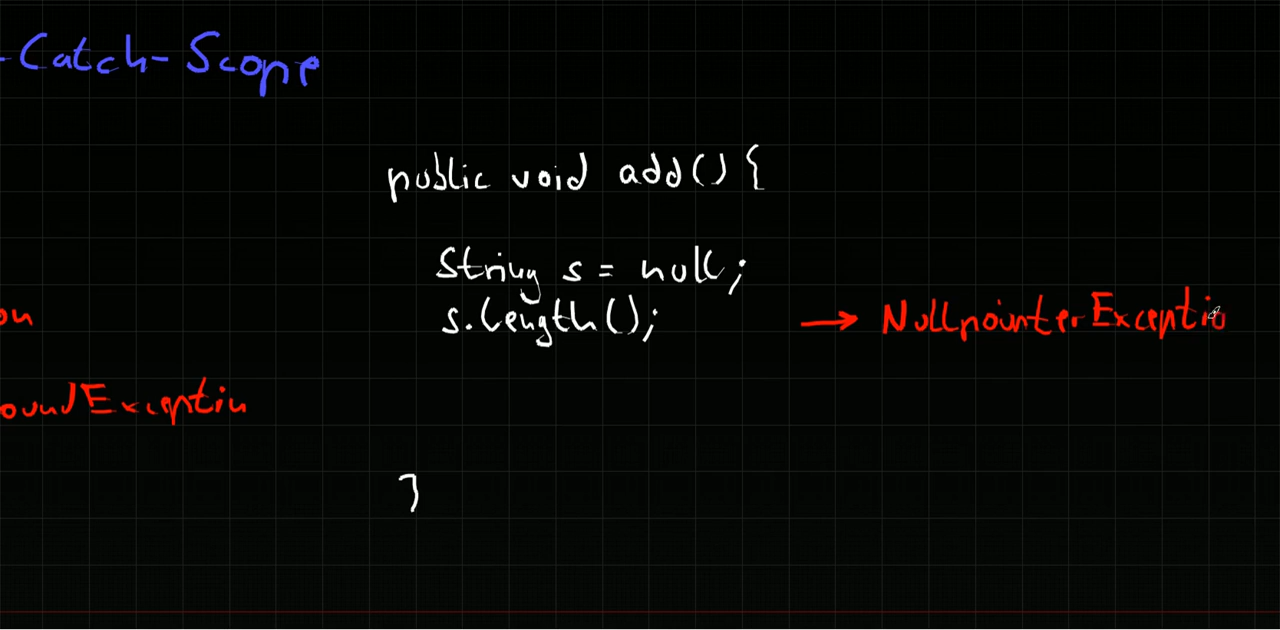 -Catch-Scope
public void add(){
String s = null;
s.length(); → NullpointerExceptio
on
oundExceptin
}